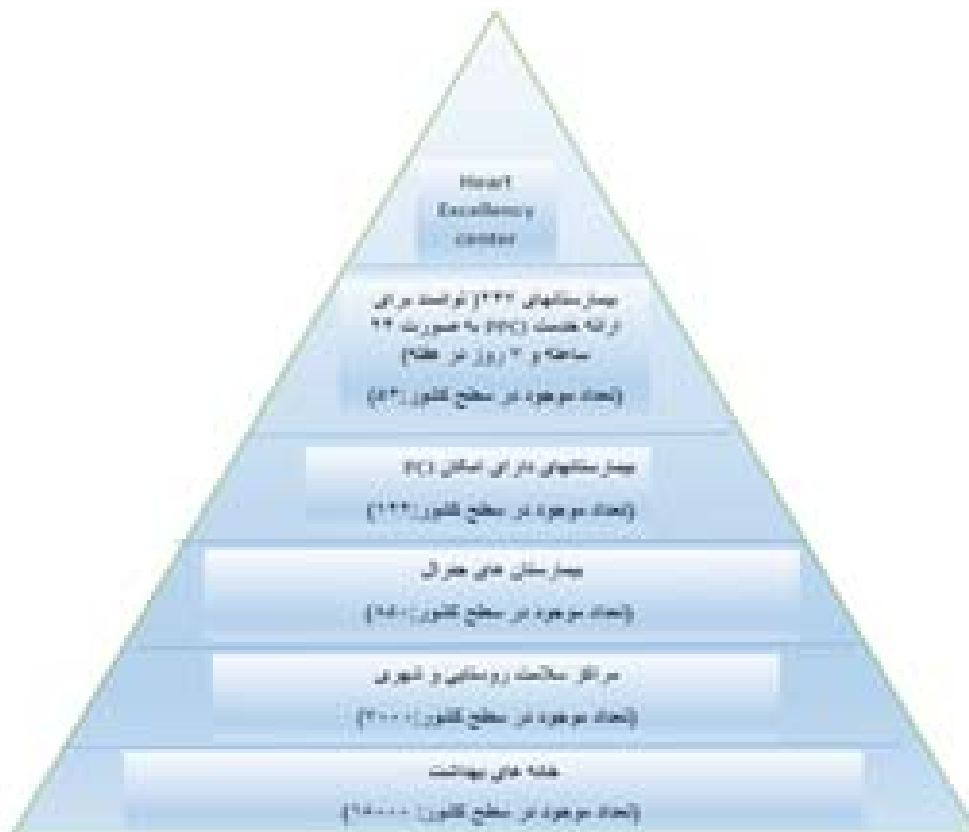 Heart
Excellency
center
بیمارستانهای ۲۴۷ (توانمند برای
ارائه خدمت PPCI به صورت ۲۴
ساعته و ۷ روز در هفته)
(تعداد موجود در سطح کشور:
بیمارستانهای دارای امکان PCI
(تعداد موجود در سطح کشور:
بیمارستان های جنرال
(تعداد موجود در سطح کشور:
مراکز سلامت روستایی و شهری
(تعداد موجود در سطح کشور:
خانه های بهداشت
(تعداد موجود در سطح کشور: